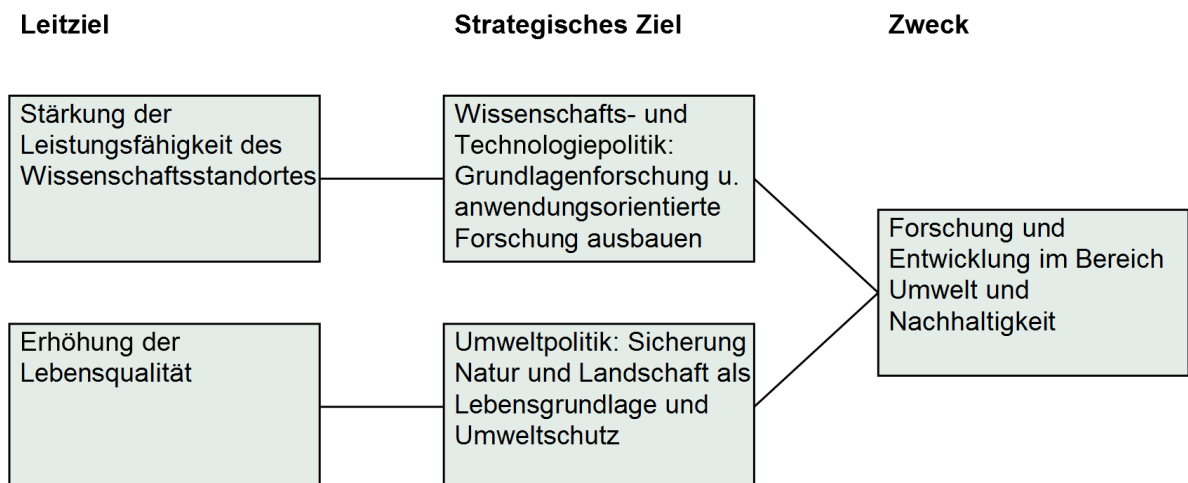 Leitziel
Strategisches Ziel
Zweck
Stärkung der
Leistungsfähigkeit des
Wissenschaftsstandortes
Wissenschafts- und
Technologiepolitik:
Grundlagenforschung u.
anwendungsorientierte
Forschung ausbauen
Forschung und
Entwicklung im Bereich
Umwelt und
Nachhaltigkeit
Erhöhung der
Lebensqualität
Umweltpolitik: Sicherung
Natur und Landschaft als
Lebensgrundlage und
Umweltschutz